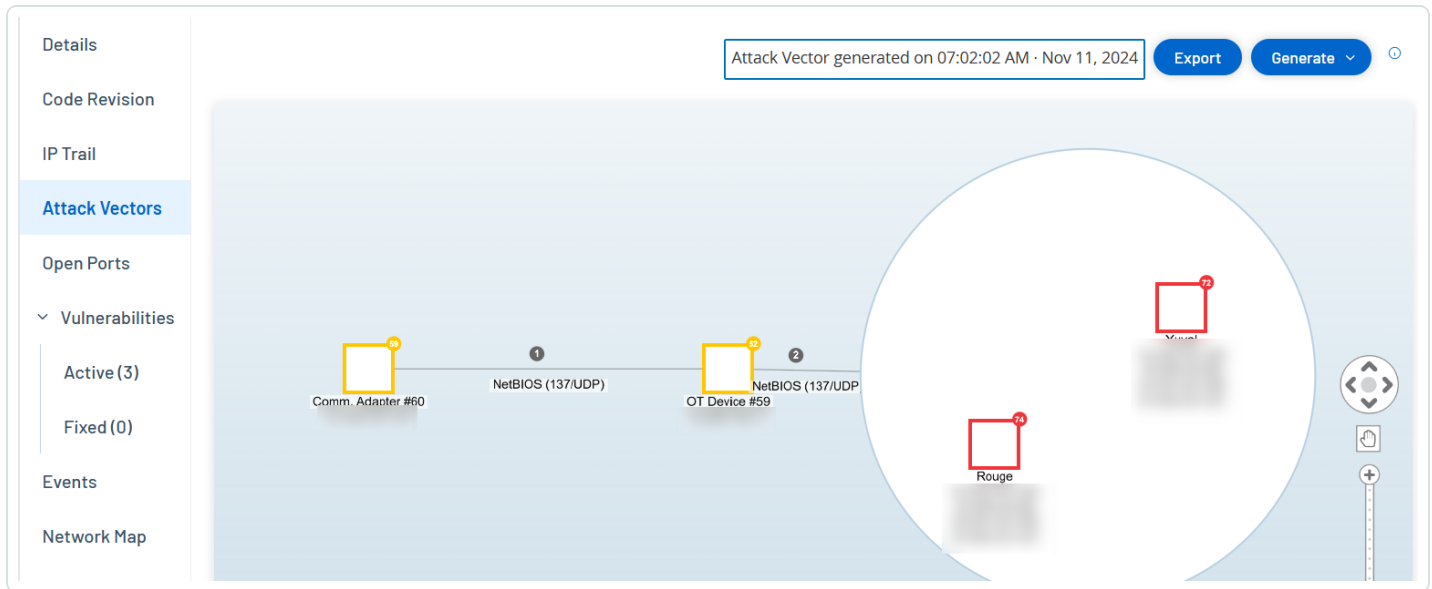 Details
Code Revision
IP Trail
Attack Vectors
Open Ports
Vulnerabilities
Active (3)
Fixed (0)
Events
Network Map
Attack Vector generated on 07:02:02 AM · Nov 11, 2024
Export
Generate
59
Comm. Adapter #60
1
NetBIOS (137/UDP)
52
OT Device #59
2
NetBIOS (137/UDP
72
74
Rouge